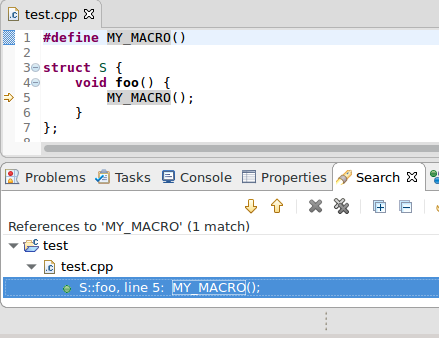 test.cpp
1 #define MY_MACRO()
2
3 struct S {
4 void foo() {
5 MY_MACRO();
6 }
7 };
Problems Tasks Console Properties Search
References to 'MY_MACRO' (1 match)
test
test.cpp
S::foo, line 5: MY_MACRO();